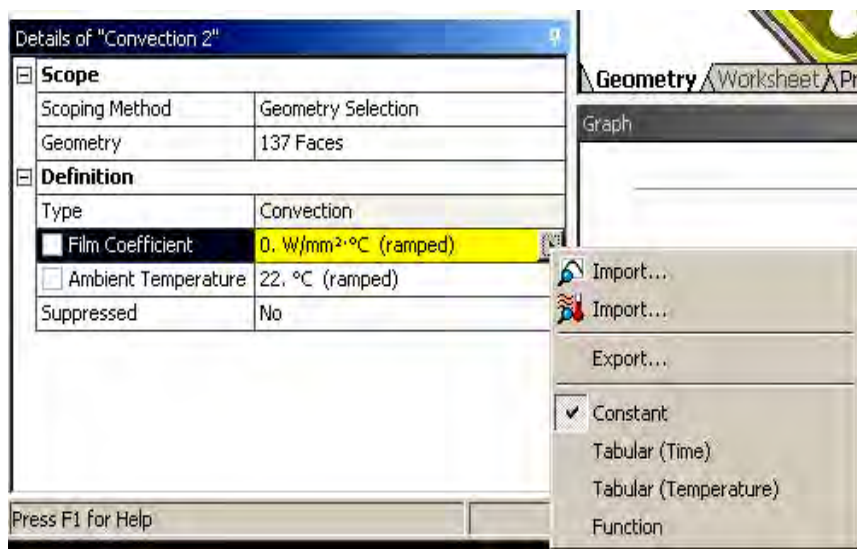 Details of "Convection 2"
Scope
Scoping Method Geometry Selection
Geometry 137 Faces
Definition
Type Convection
Film Coefficient 0. W/mm²·°C (ramped)
Ambient Temperature 22. °C (ramped)
Suppressed No
Press F1 for Help
Geometry Worksheet
Graph
Import...
Import...
Export...
Constant
Tabular (Time)
Tabular (Temperature)
Function